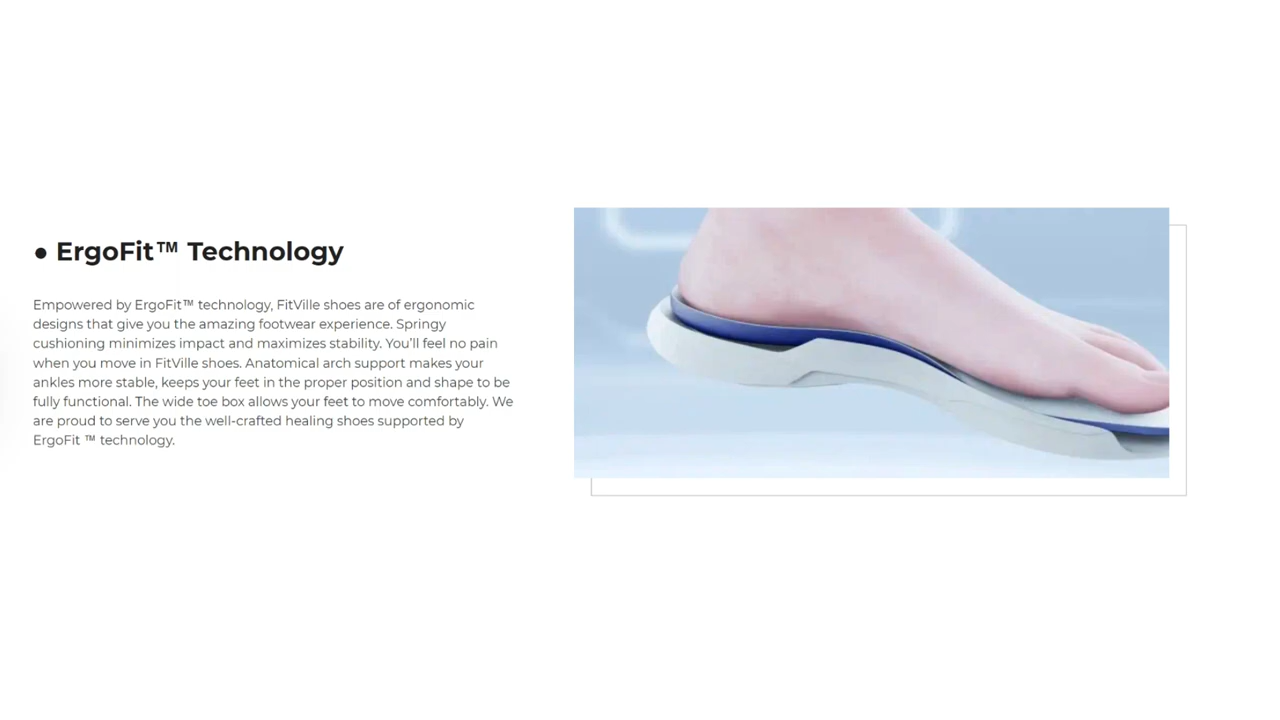 ● ErgoFit™ Technology
Empowered by ErgoFit™ technology, FitVille shoes are of ergonomic
designs that give you the amazing footwear experience. Springy
cushioning minimizes impact and maximizes stability. You’ll feel no pain
when you move in FitVille shoes. Anatomical arch support makes your
ankles more stable, keeps your feet in the proper position and shape to be
fully functional. The wide toe box allows your feet to move comfortably. We
are proud to serve you the well-crafted healing shoes supported by
ErgoFit ™ technology.